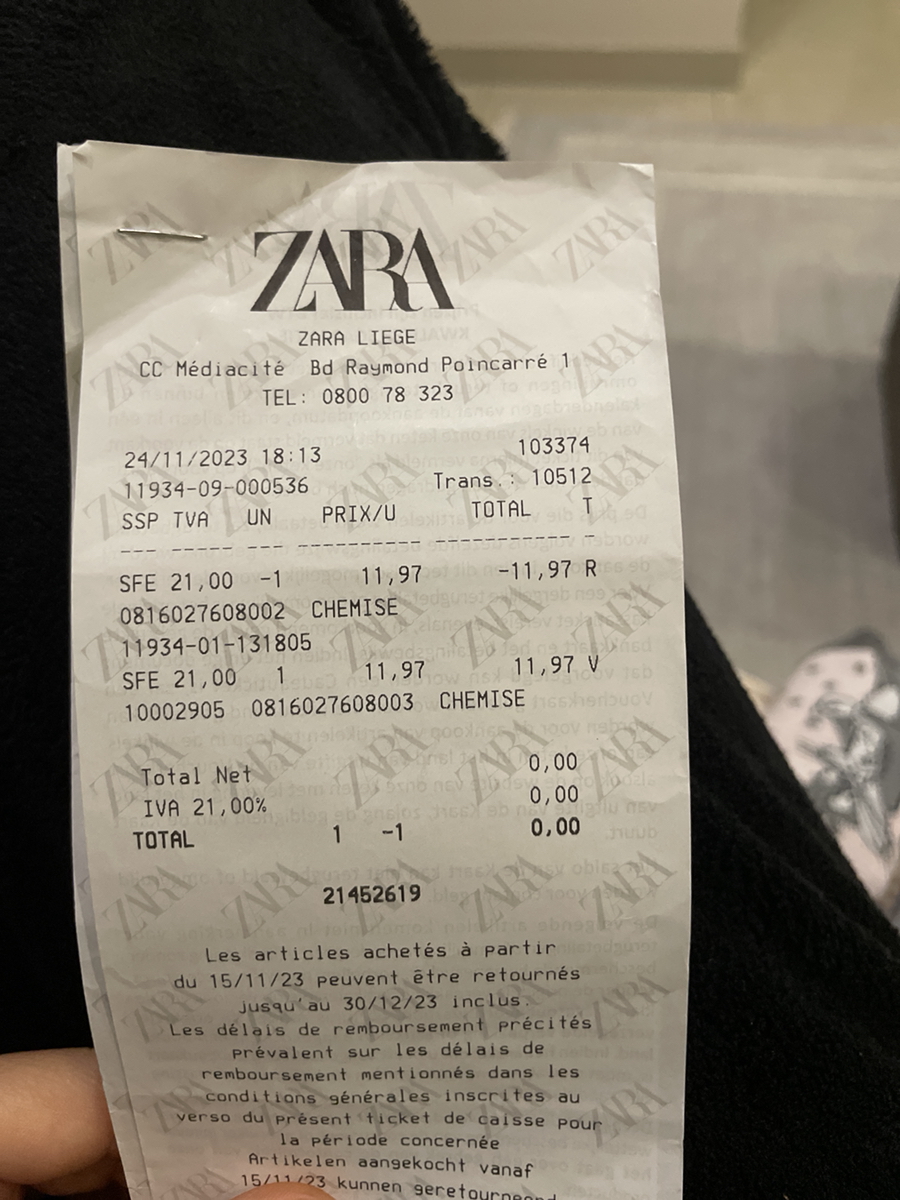 ZARA
ZARA LIEGE
CC Médiacité Bd Raymond Poincarré 1
TEL: 0800 78 323
24/11/2023 18:13 103374
11934-09-000536 Trans.: 10512
SSP TVA UN PRIX/U TOTAL T
--- ----- --- ---------- ----------- -
SFE 21,00 -1 11,97 -11,97 R
0816027608002 CHEMISE
11934-01-131805
SFE 21,00 1 11,97 11,97 V
10002905 0816027608003 CHEMISE
Total Net 0,00
IVA 21,00% 0,00
TOTAL 1 -1 0,00
21452619
Les articles achetés à partir
du 15/11/23 peuvent être retournés
jusqu'au 30/12/23 inclus.
Les délais de remboursement précités
prévalent sur les délais de
remboursement mentionnés dans les
conditions générales inscrites au
verso du présent ticket de caisse pour
la période concernée
Artikelen aangekocht vanaf
15/11/23 kunnen geretourneerd